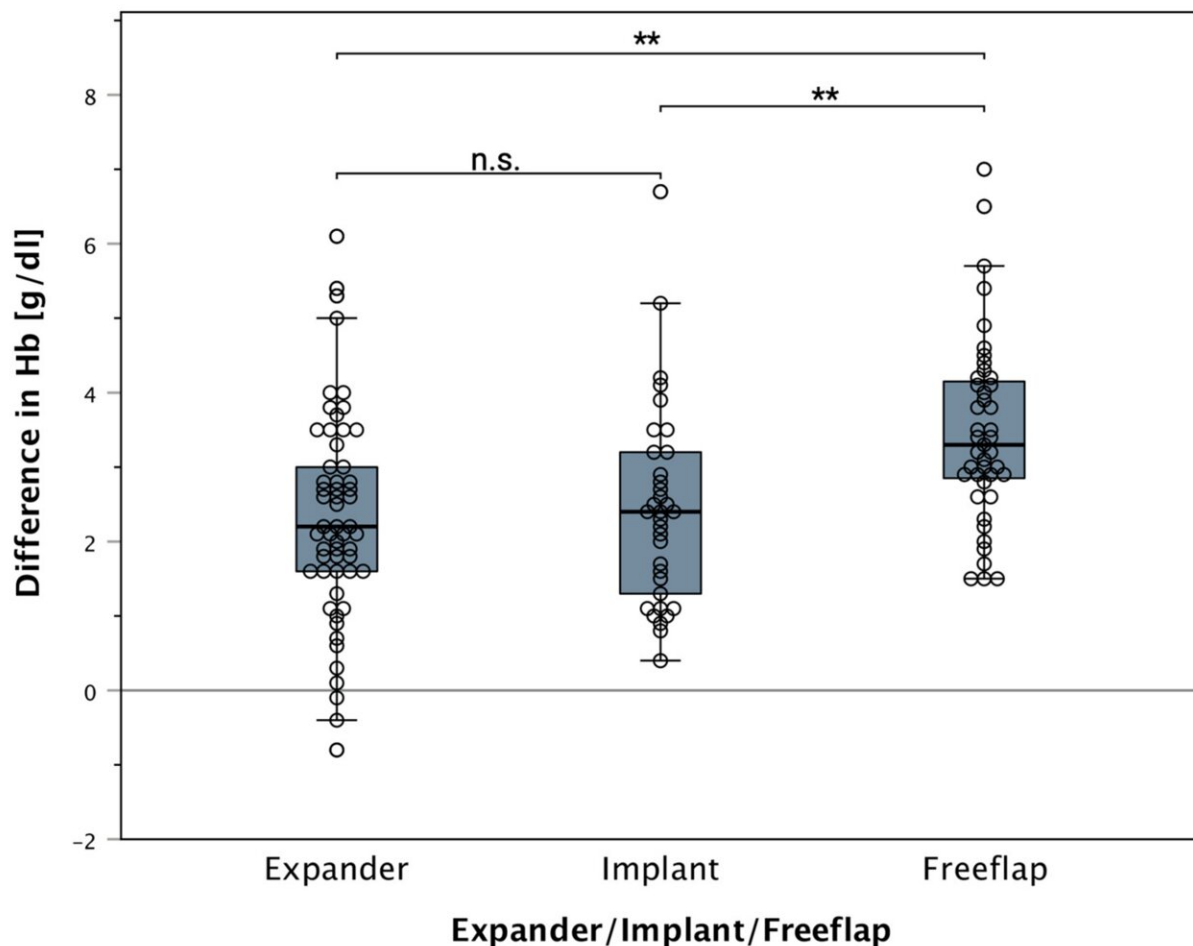 **
**
n.s.
8
6
4
2
0
-2
Difference in Hb [g/dl]
Expander Implant Freeflap
Expander/Implant/Freeflap